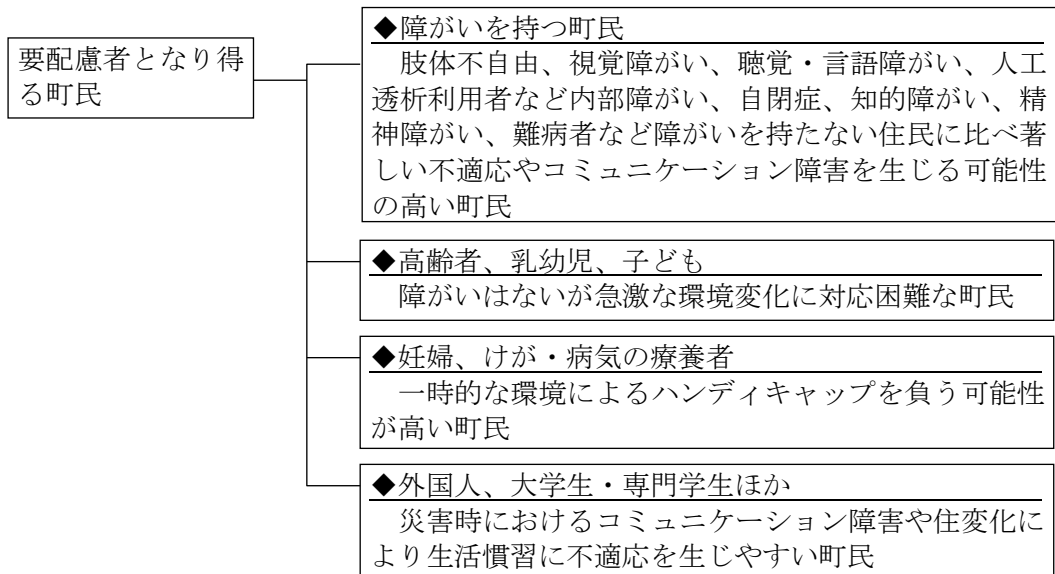 要配慮者となり得
る町民
◆障がいを持つ町民
肢体不自由、視覚障がい、聴覚・言語障がい、人工
透析利用者など内部障がい、自閉症、知的障がい、精
神障がい、難病者など障がいを持たない住民に比べ著
しい不適応やコミュニケーション障害を生じる可能性
の高い町民
◆高齢者、乳幼児、子ども
障がいはないが急激な環境変化に対応困難な町民
◆妊婦、けが・病気の療養者
一時的な環境によるハンディキャップを負う可能性
が高い町民
◆外国人、大学生・専門学生ほか
災害時におけるコミュニケーション障害や住変化に
より生活慣習に不適応を生じやすい町民